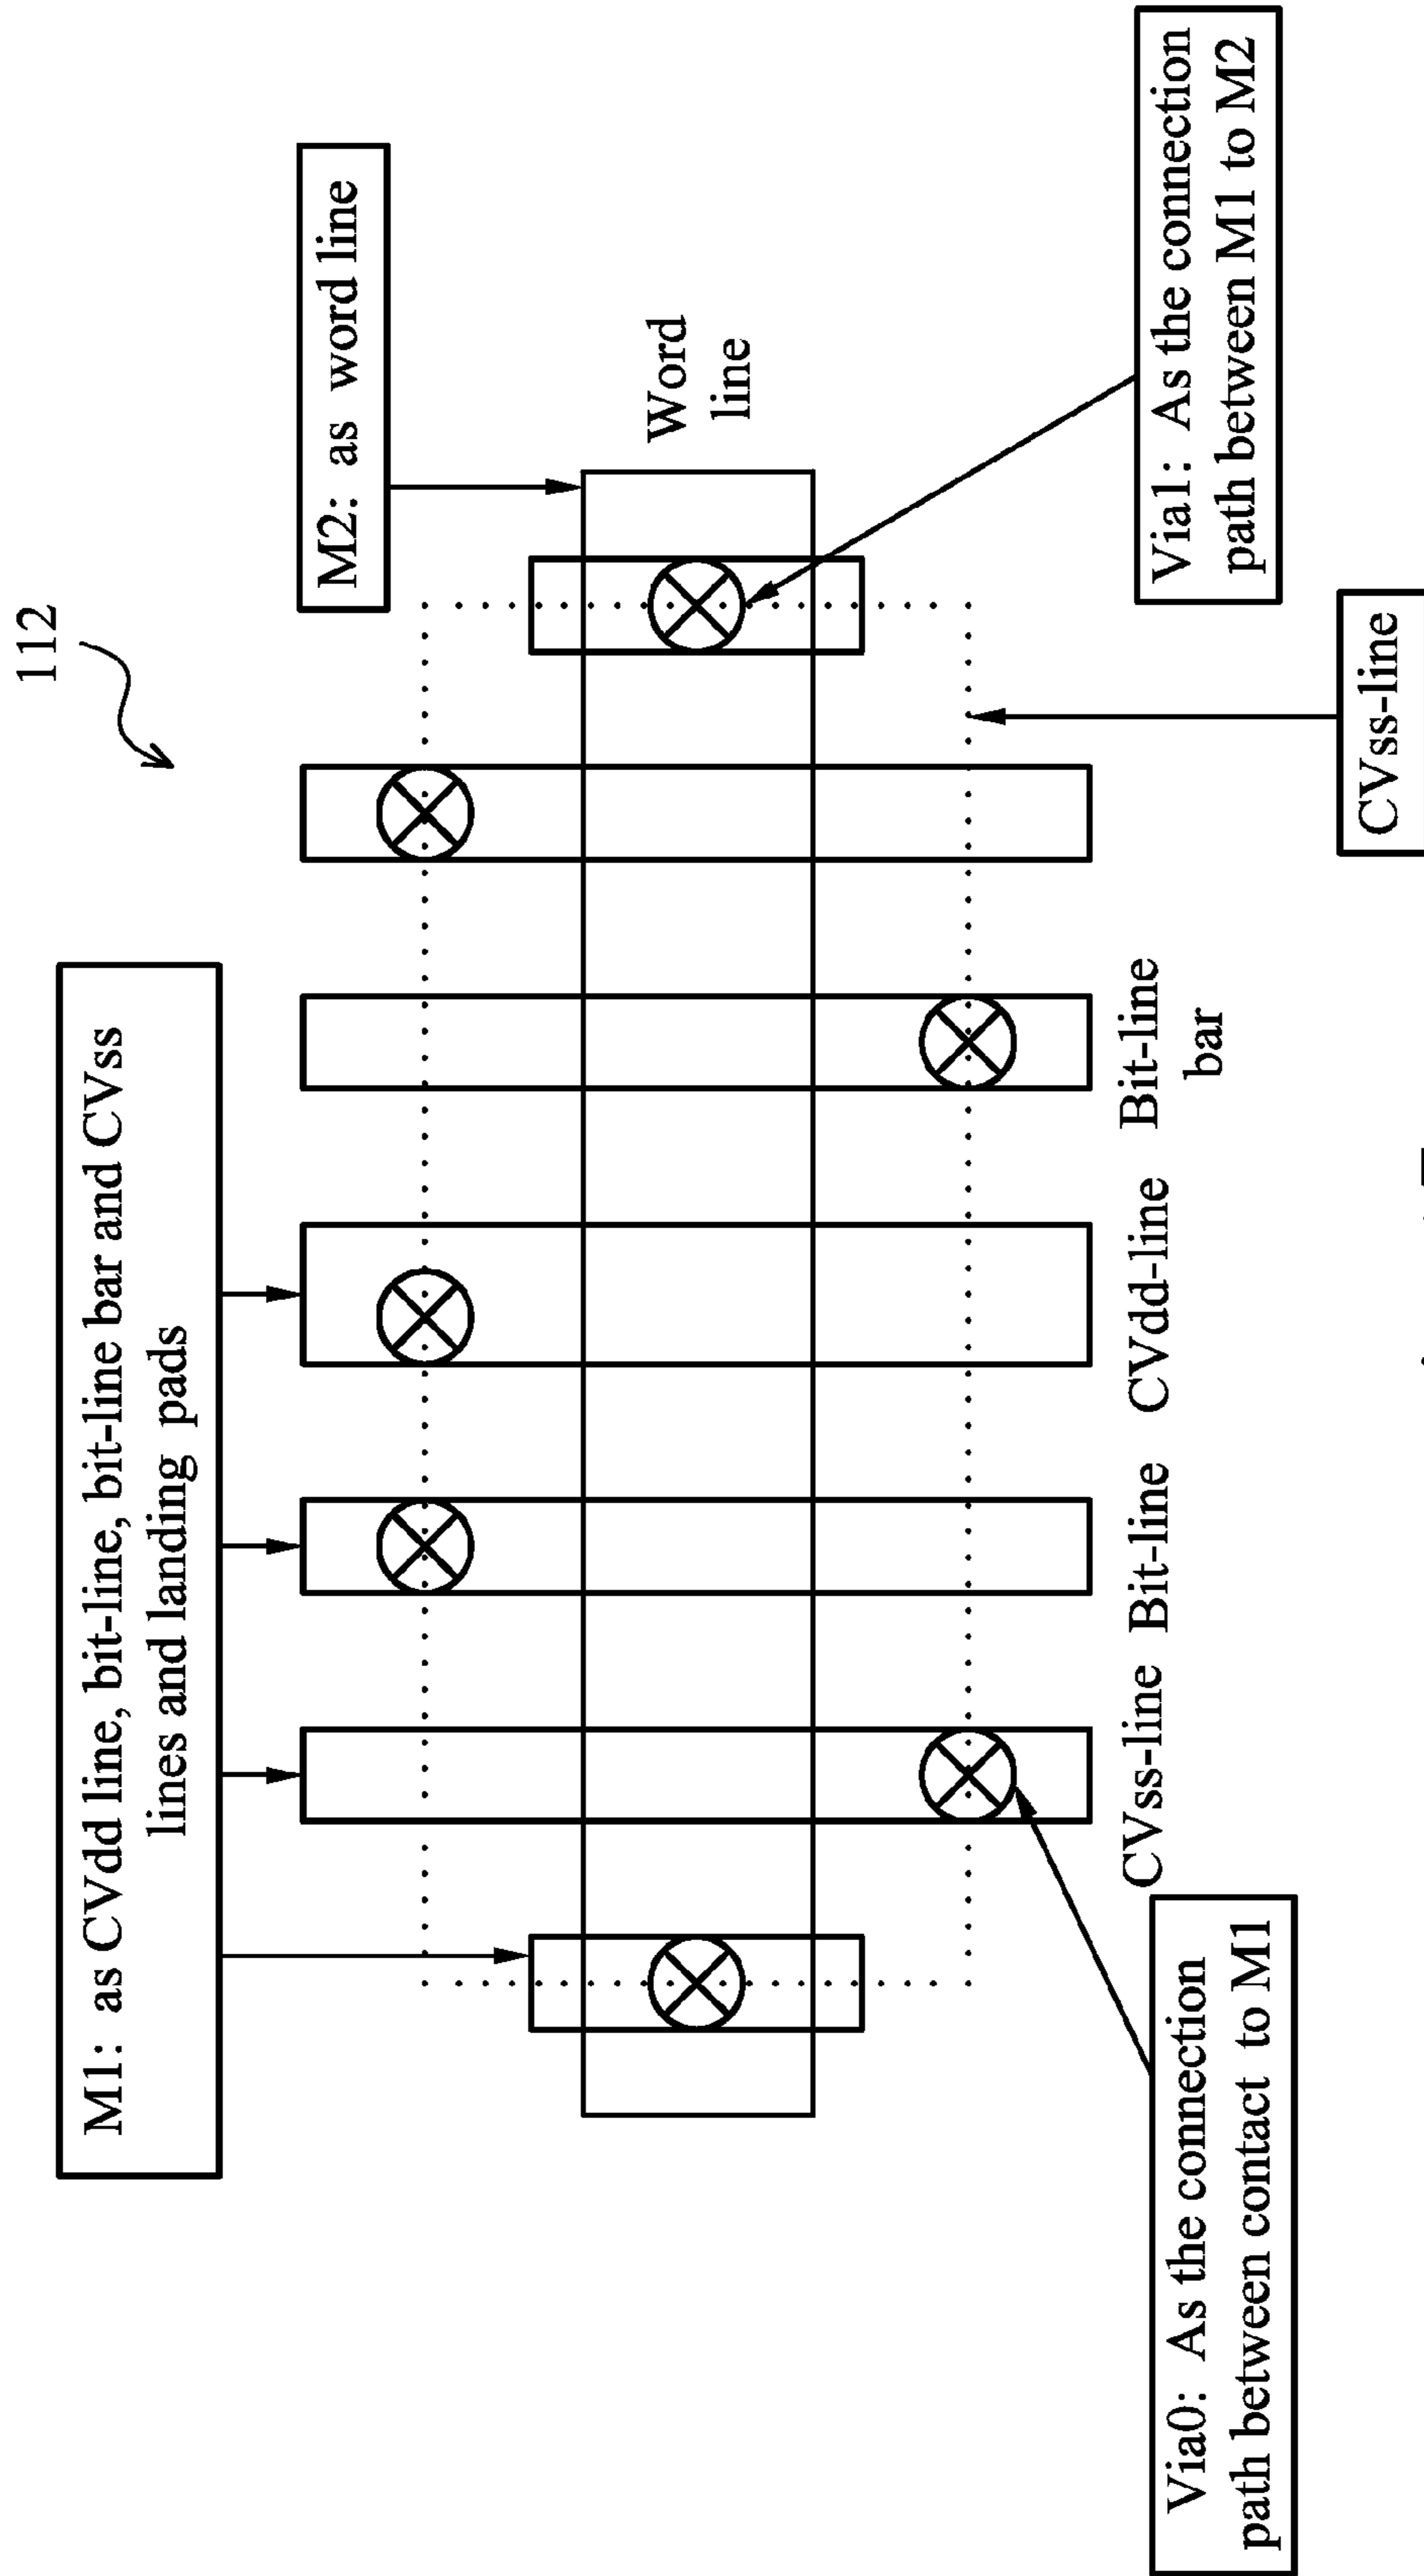 112
M1: as CVdd line, bit-line, bit-line bar and CVss
lines and landing pads
M2: as word line
Word
line
CVss-line
Bit-line
CVdd-line
Bit-line
bar
Via0: As the connection
path between contact to M1
Via1: As the connection
path between M1 to M2
CVss-line